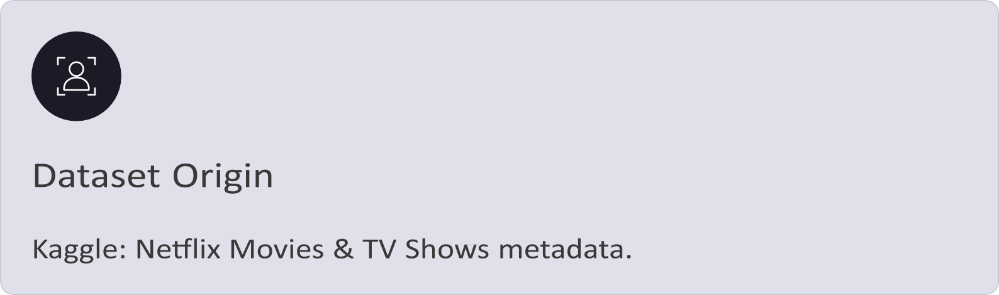 Dataset Origin
Kaggle: Netflix Movies & TV Shows metadata.